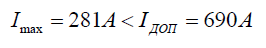 I_max = 281A < I_ДОП = 690A